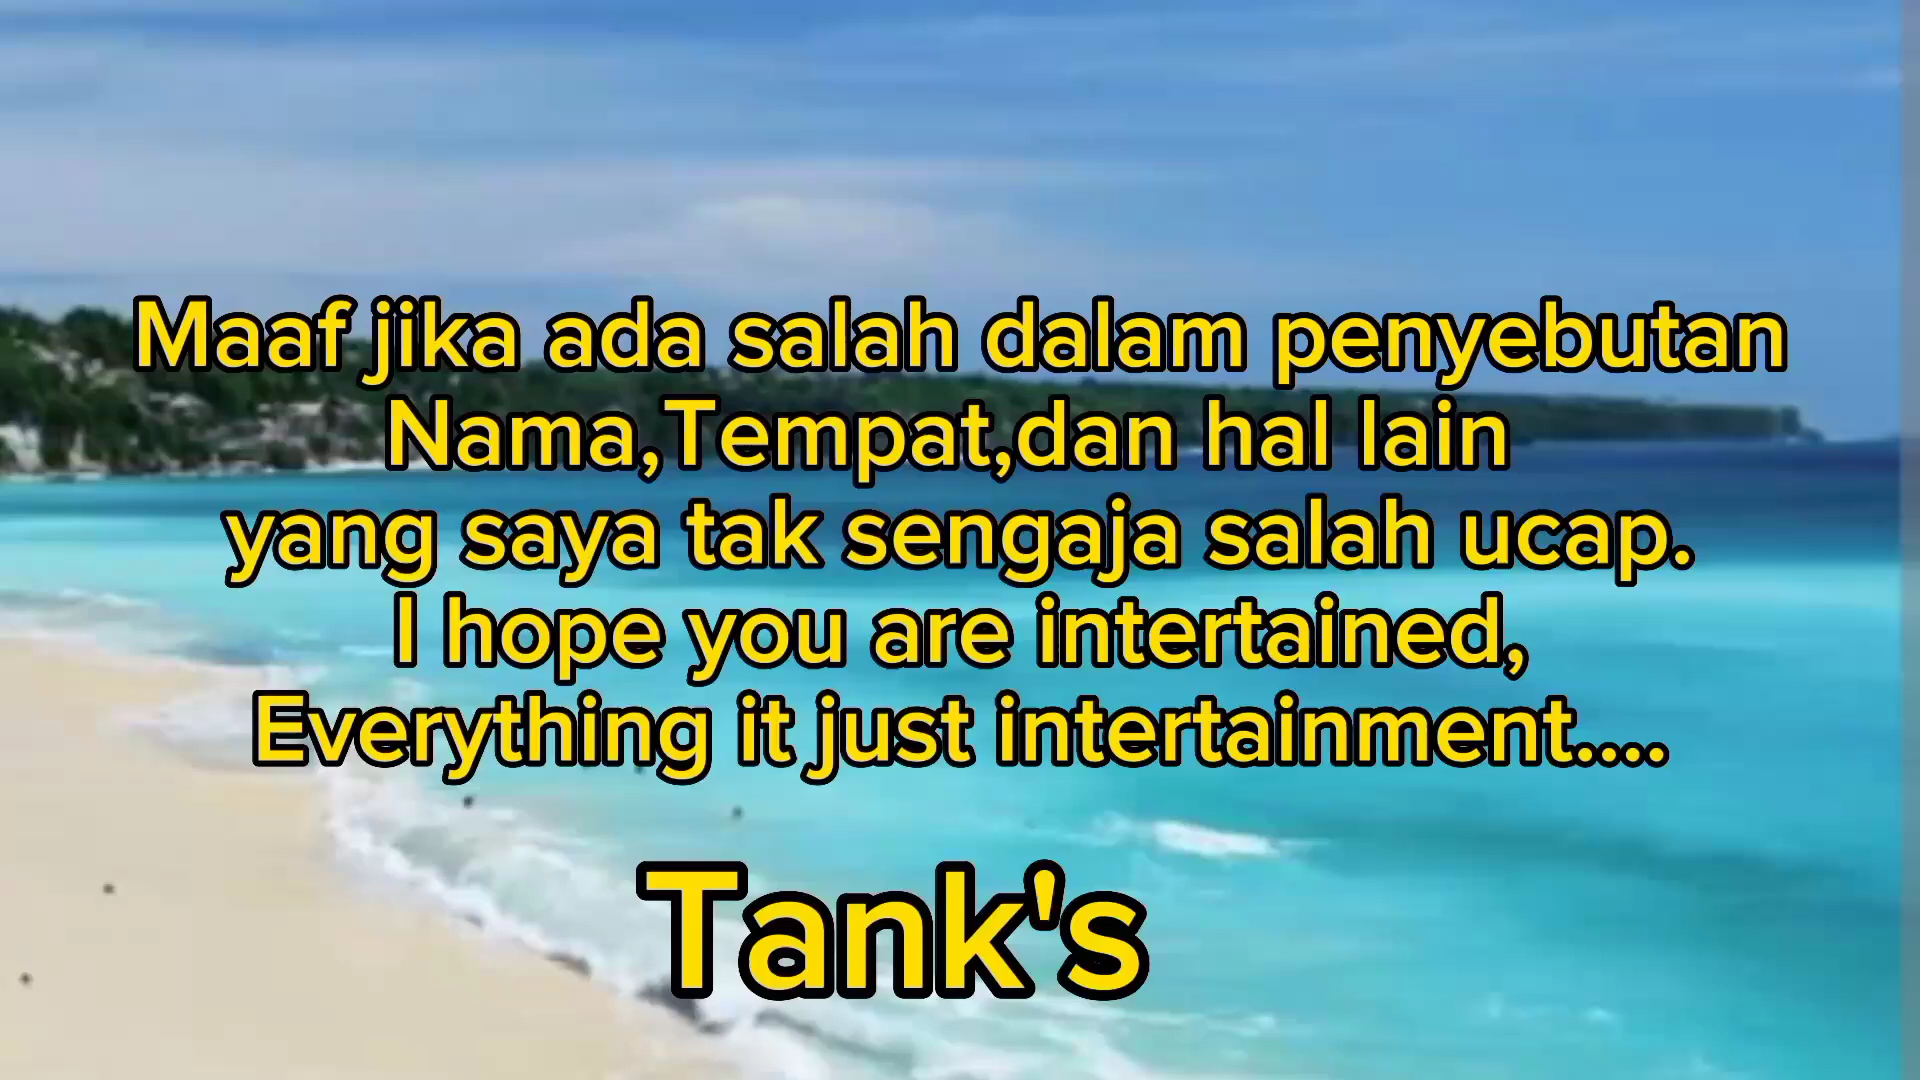 Maaf jika ada salah dalam penyebutan
Nama,Tempat,dan hal lain
yang saya tak sengaja salah ucap.
I hope you are intertained,
Everything it just intertainment....
Tank's